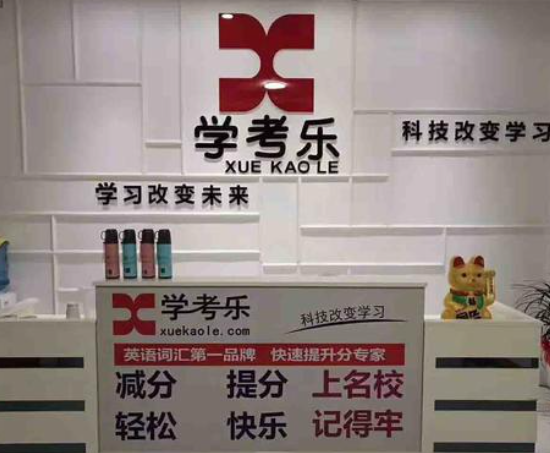 学考乐
XUE KAO LE
科技改变学习
学习改变未来
学考乐
xuekaole.com
科技改变学习
英语词汇第一品牌 快速提升分专家
减分 提分 上名校
轻松 快乐 记得牢